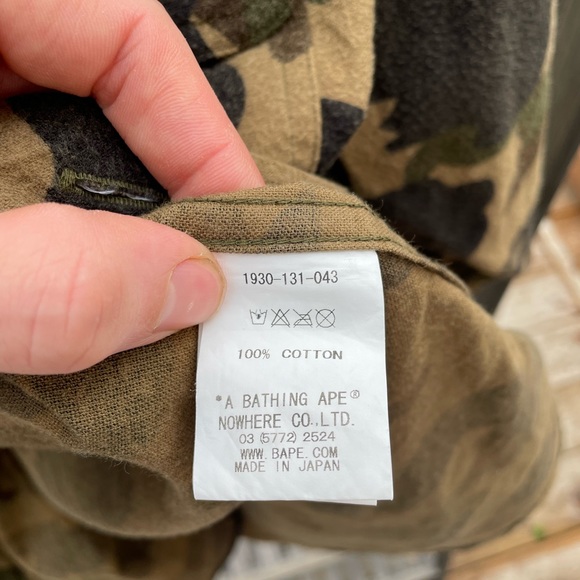 1930-131-043
100% COTTON
*A BATHING APE®
NOWHERE CO.,LTD.
03 (5772) 2524
WWW.BAPE.COM
MADE IN JAPAN